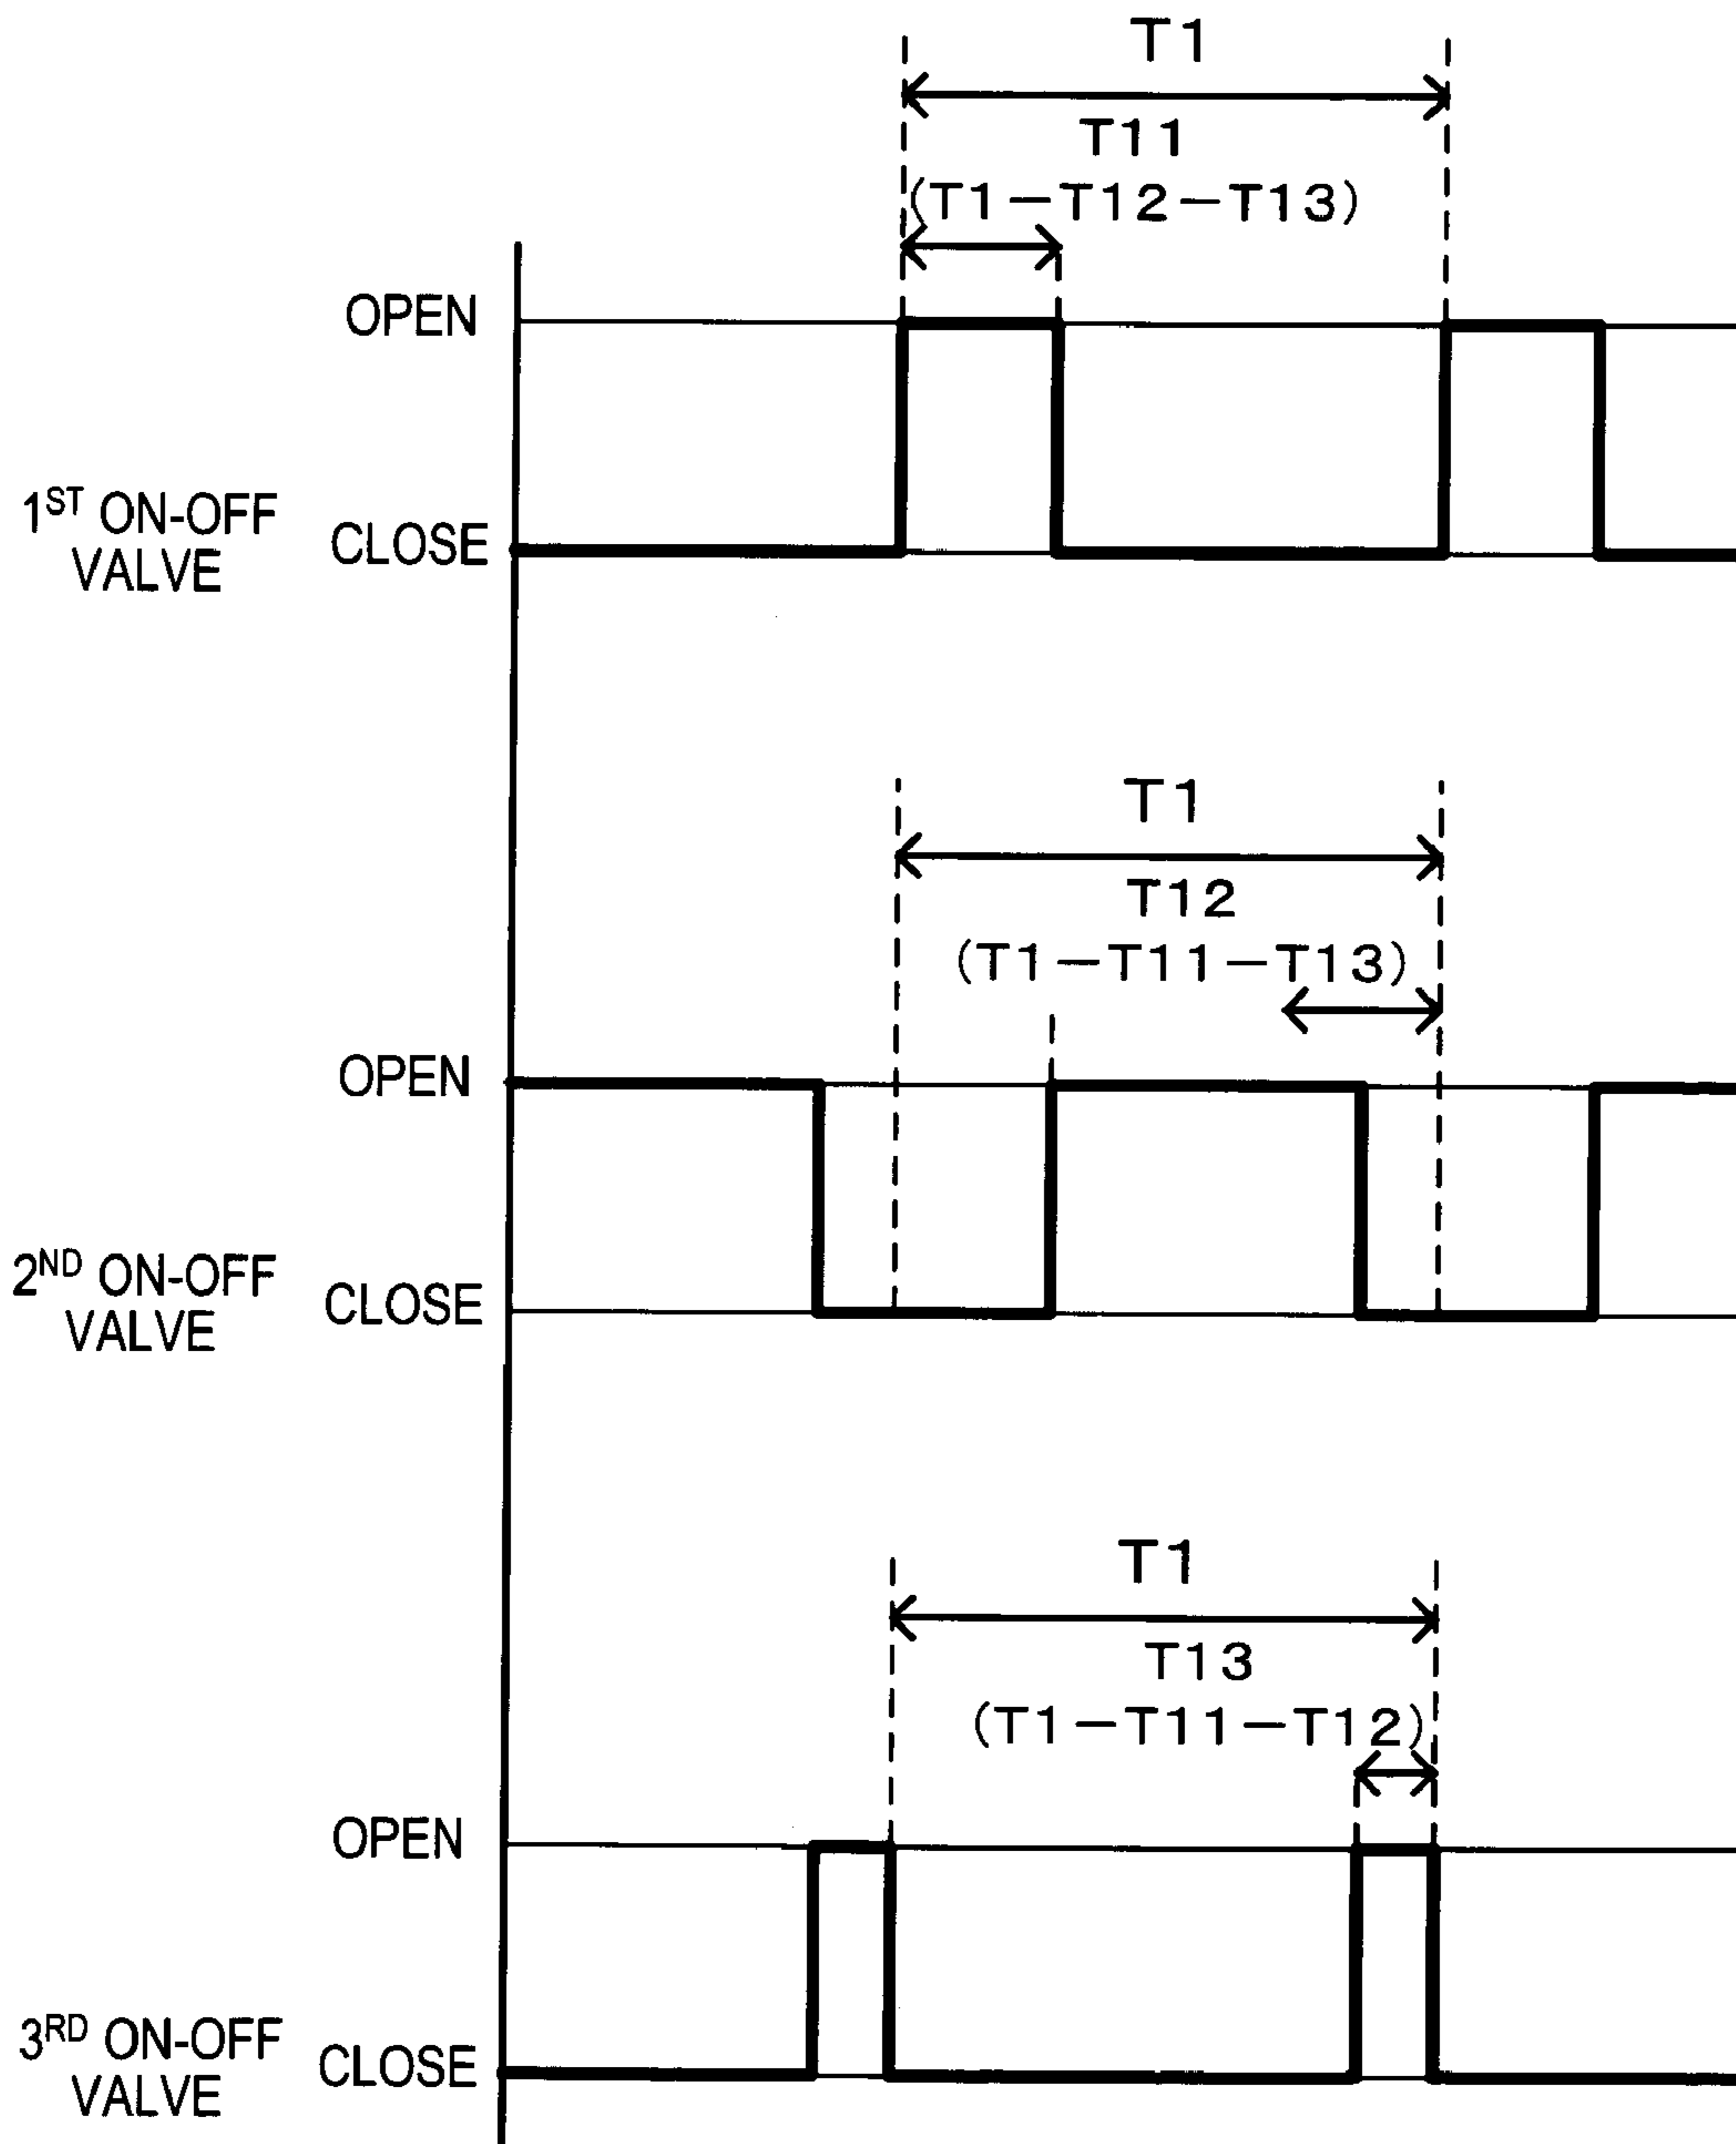 T1
T11
(T1-T12-T13)
OPEN
1ST ON-OFF
VALVE
CLOSE
T1
T12
(T1-T11-T13)
OPEN
2ND ON-OFF
VALVE
CLOSE
T1
T13
(T1-T11-T12)
OPEN
3RD ON-OFF
VALVE
CLOSE